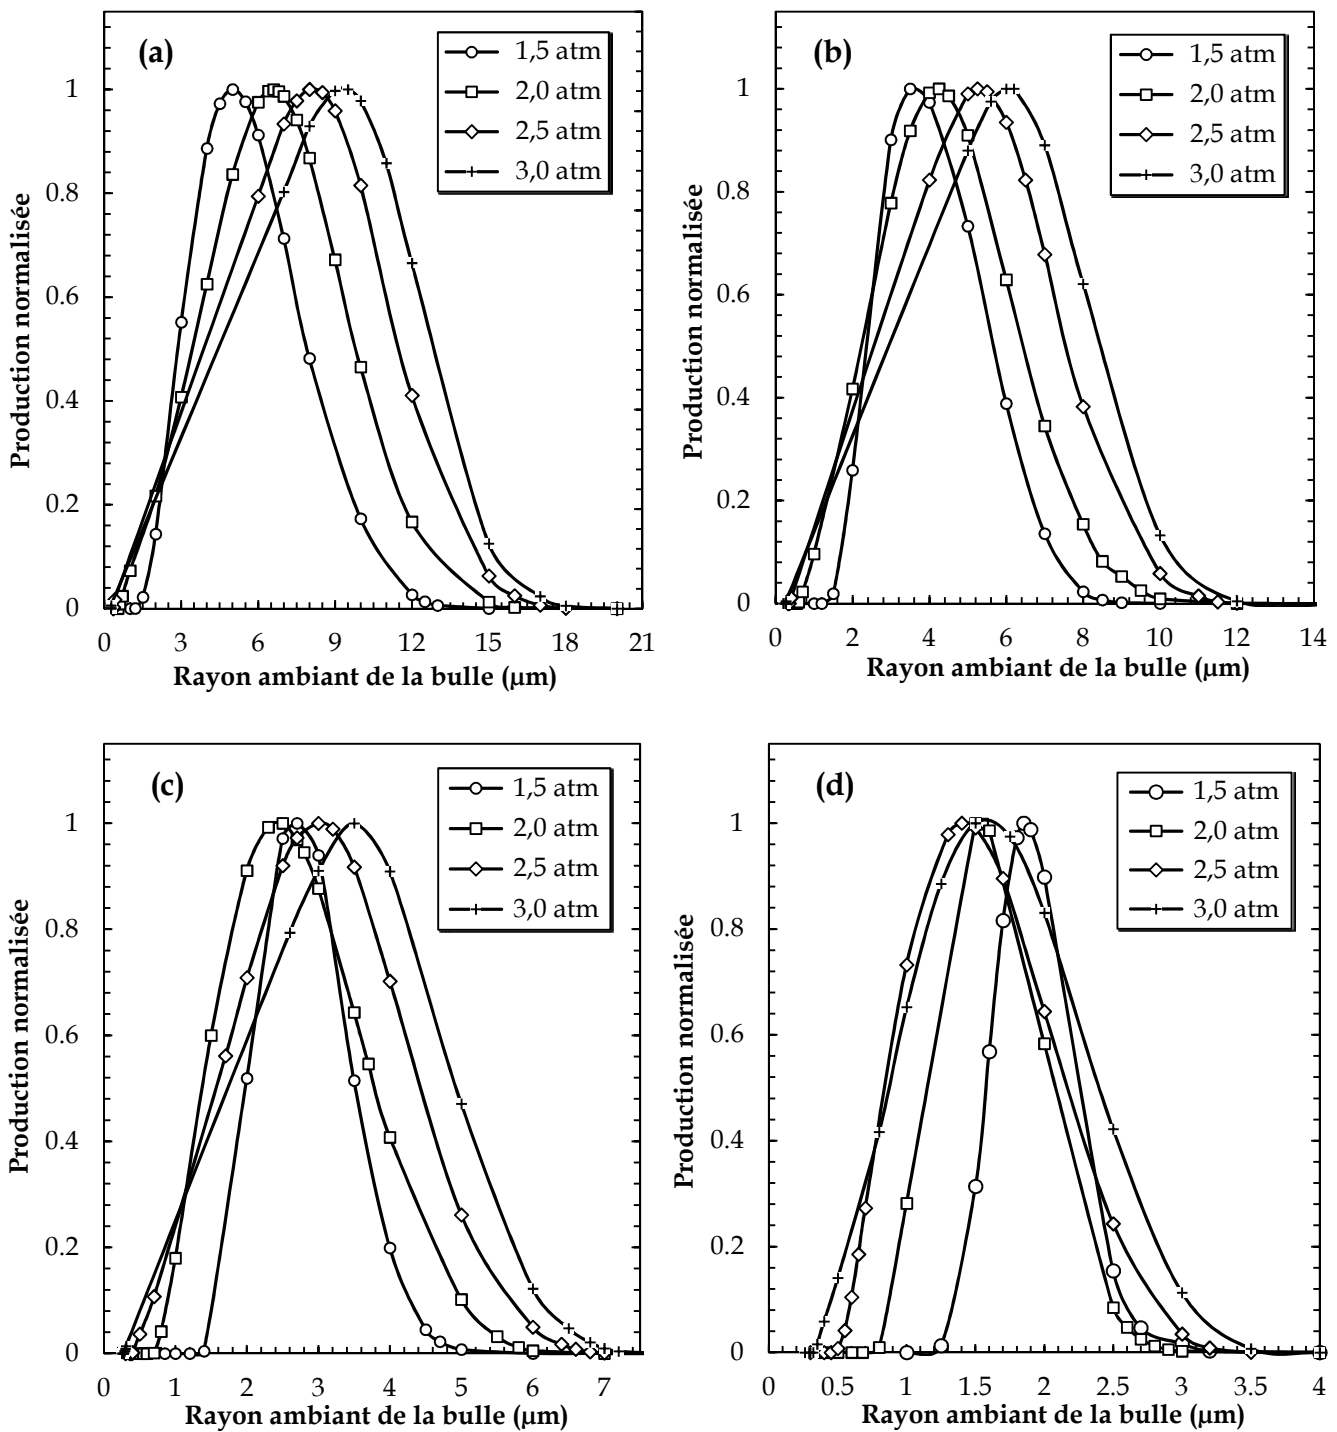 (a)
1,5 atm
2,0 atm
2,5 atm
3,0 atm
Production normalisée
1
0.8
0.6
0.4
0.2
0
0 3 6 9 12 15 18 21
Rayon ambiant de la bulle (µm)
(b)
1,5 atm
2,0 atm
2,5 atm
3,0 atm
Production normalisée
1
0.8
0.6
0.4
0.2
0
0 2 4 6 8 10 12 14
Rayon ambiant de la bulle (µm)
(c)
1,5 atm
2,0 atm
2,5 atm
3,0 atm
Production normalisée
1
0.8
0.6
0.4
0.2
0
0 1 2 3 4 5 6 7
Rayon ambiant de la bulle (µm)
(d)
1,5 atm
2,0 atm
2,5 atm
3,0 atm
Production normalisée
1
0.8
0.6
0.4
0.2
0
0 0.5 1 1.5 2 2.5 3 3.5 4
Rayon ambiant de la bulle (µm)